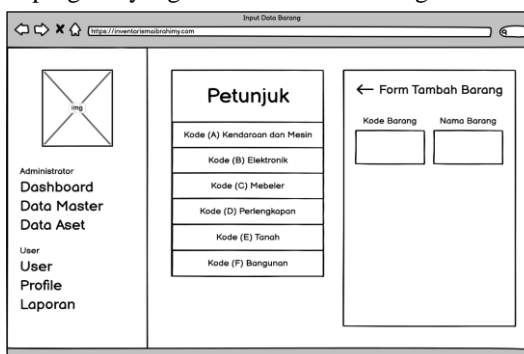 Input Data Barang
https://inventarismaibrahimy.com
img
Administrator
Dashboard
Data Master
Data Aset
User
User
Profile
Laporan
Petunjuk
Kode (A) Kendaraan dan Mesin
Kode (B) Elektronik
Kode (C) Mebeler
Kode (D) Perlengkapan
Kode (E) Tanah
Kode (F) Bangunan
← Form Tambah Barang
Kode Barang Nama Barang